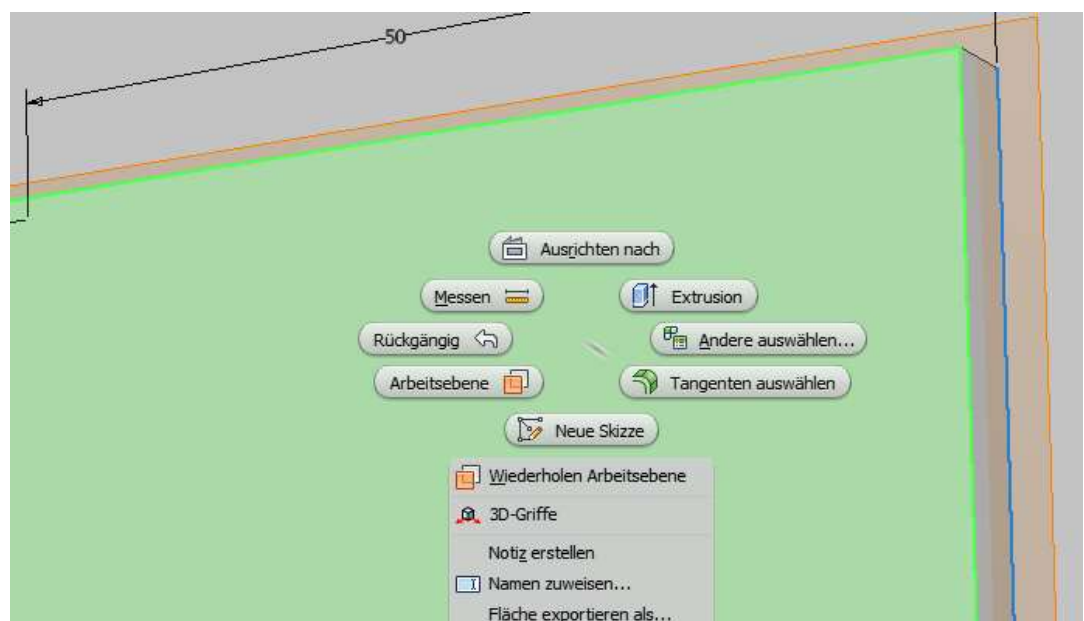 50
Ausrichten nach
Messen
Extrusion
Rückgängig
Andere auswählen...
Arbeitsebene
Tangenten auswählen
Neue Skizze
Wiederholen Arbeitsebene
3D-Griffe
Notiz erstellen
Namen zuweisen...
Fläche exportieren als...